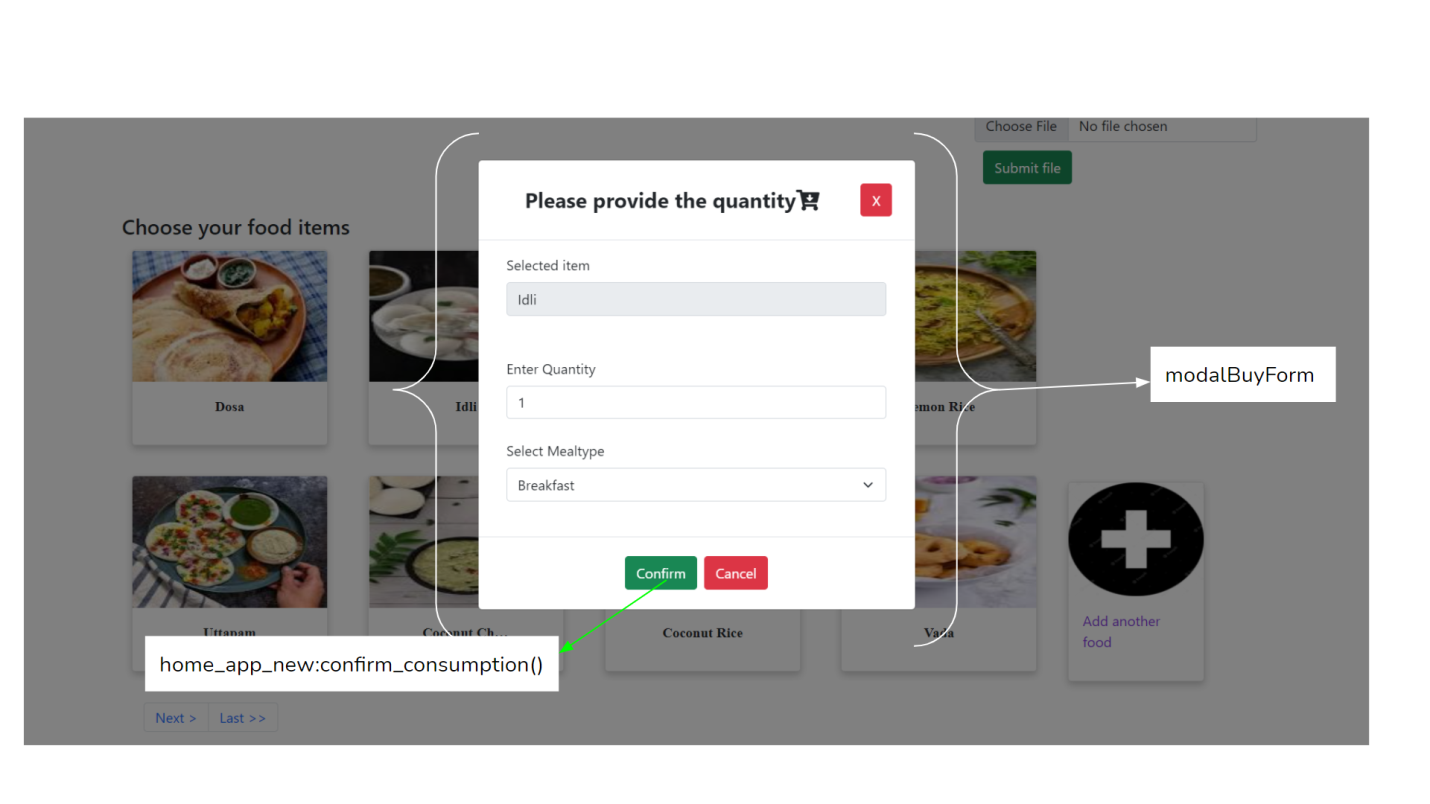 Choose File No file chosen
Submit file
Please provide the quantity
X
Choose your food items
Selected item
Idli
Enter Quantity
1
Select Mealtype
Breakfast
Confirm Cancel
Dosa
Idli
emon Rice
modalBuyForm
Uttapam
Coconut Ch...
Coconut Rice
Vada
Add another
food
home_app_new:confirm_consumption()
Next > Last >>